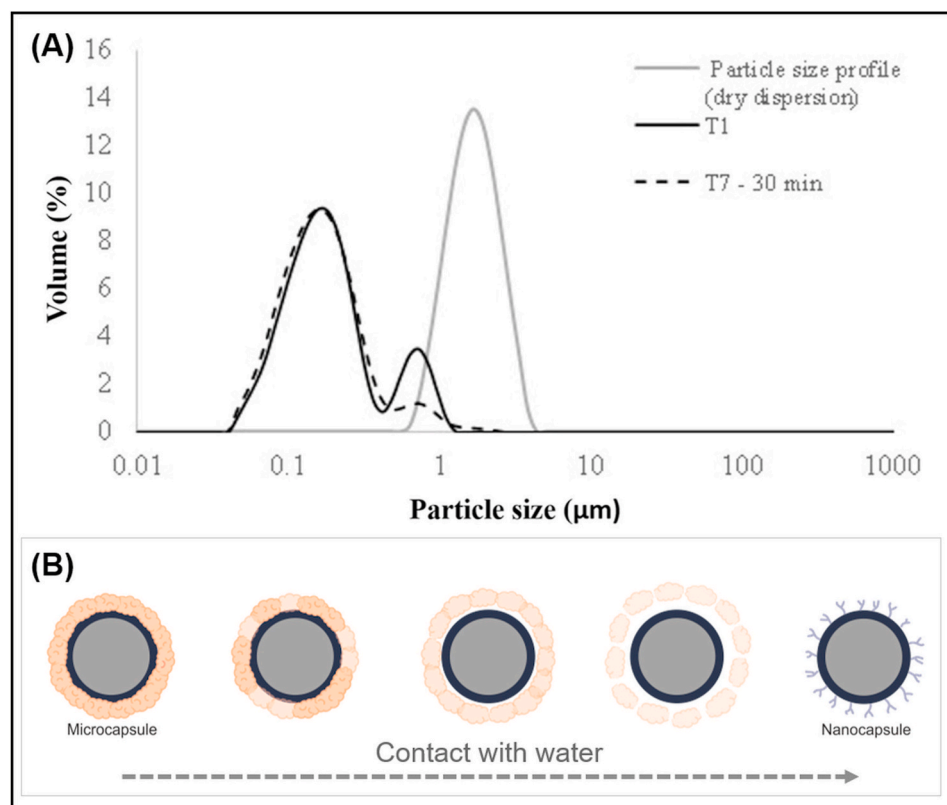 (A)
16
14
12
10
8
6
4
2
0
Volume (%)
0.01 0.1 1 10 100 1000
Particle size (μm)
Particle size profile
(dry dispersion)
T1
T7 - 30 min
(B)
Microcapsule
Nanocapsule
Contact with water